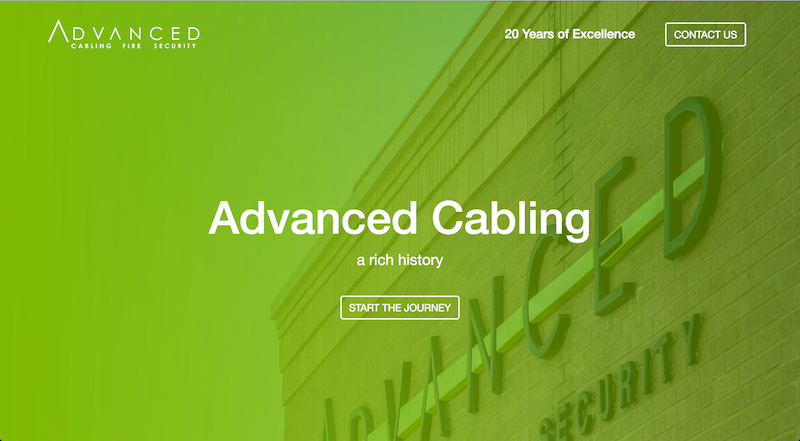 ADVANCED
CABLING FIRE SECURITY
20 Years of Excellence
CONTACT US
Advanced Cabling
a rich history
START THE JOURNEY
ADVANCED
SECURITY